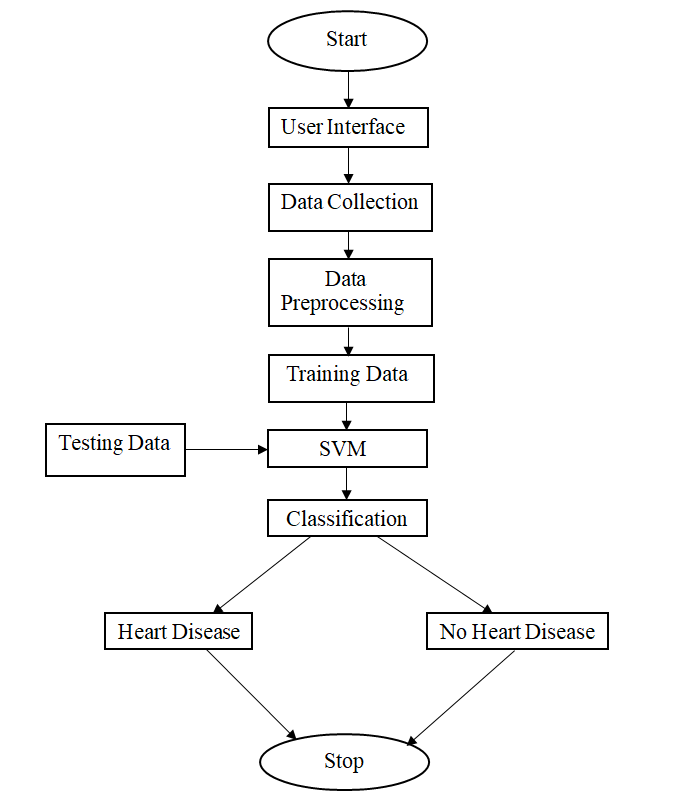 Start
User Interface
Data Collection
Data
Preprocessing
Training Data
Testing Data
SVM
Classification
Heart Disease
No Heart Disease
Stop